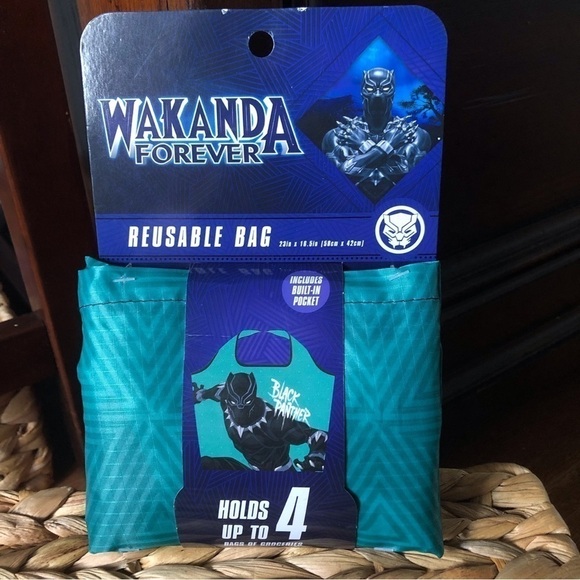 WAKANDA
FOREVER
REUSABLE BAG 23in x 16.5in (58cm x 42cm)
INCLUDES
BUILT-IN
POCKET
BLACK
PANTHER
HOLDS
UP TO 4
BAGS OF GROCERIES